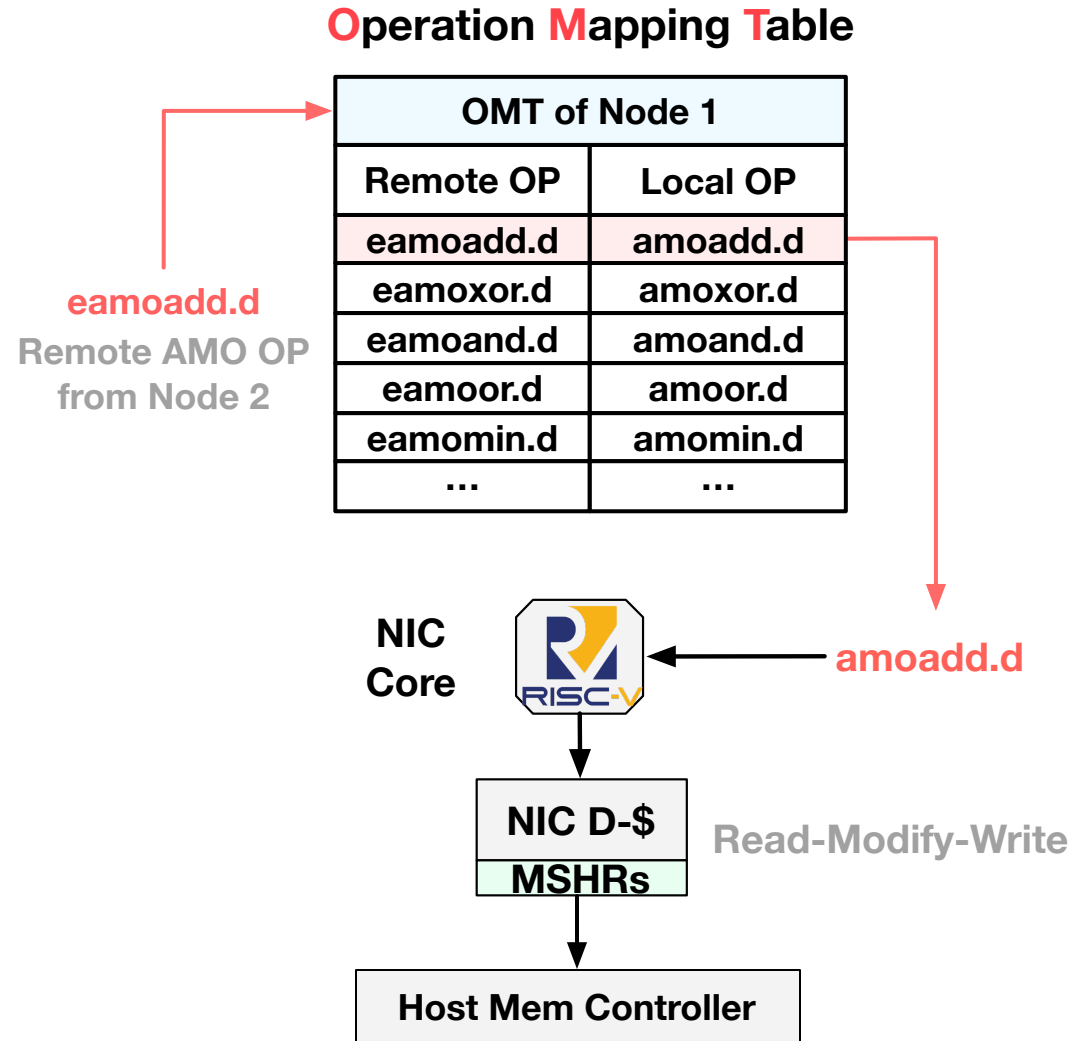 Operation Mapping Table
OMT of Node 1
Remote OP Local OP
eamoadd.d amoadd.d
eamoxor.d amoxor.d
eamoand.d amoand.d
eamoor.d amoor.d
eamomin.d amomin.d
... ...
eamoadd.d
Remote AMO OP
from Node 2
NIC
Core
RISC-V
amoadd.d
NIC D-$
MSHRs
Read-Modify-Write
Host Mem Controller